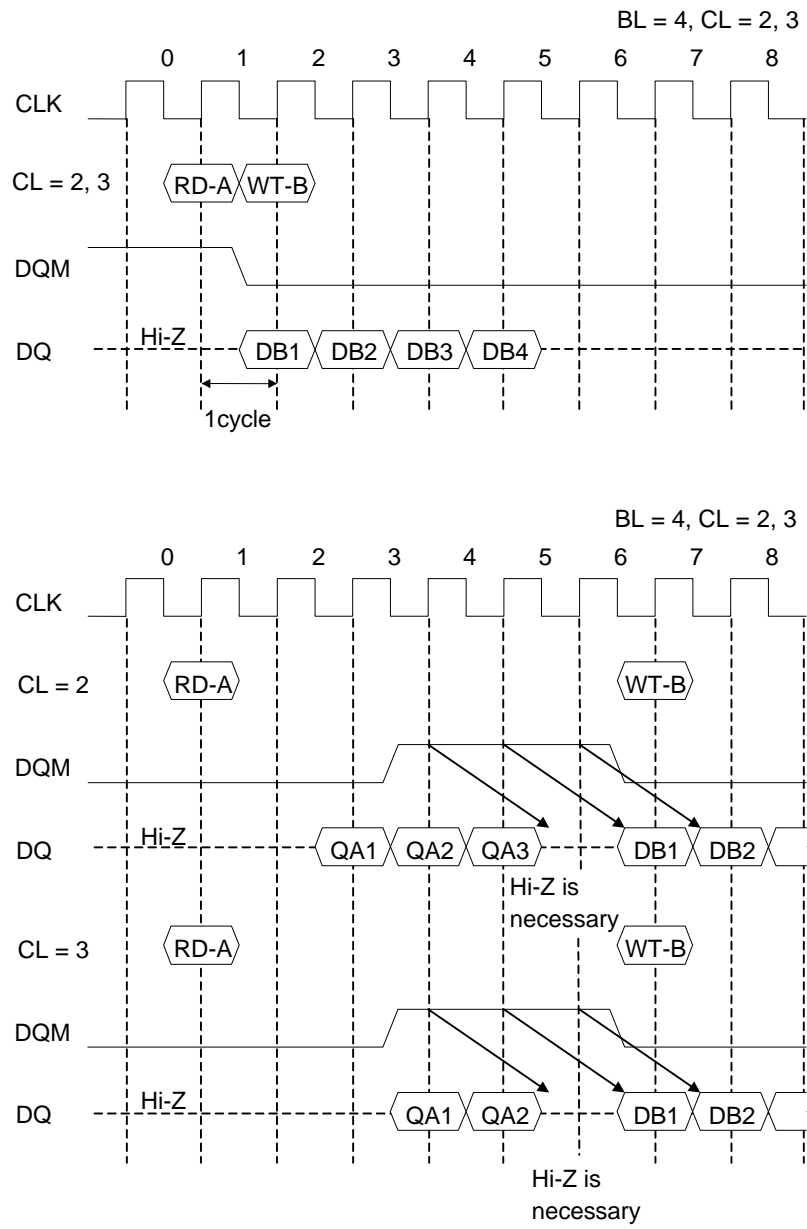 BL = 4, CL = 2, 3
0 1 2 3 4 5 6 7 8
CLK
CL = 2, 3 RD-A WT-B
DQM
DQ Hi-Z DB1 DB2 DB3 DB4
1cycle
BL = 4, CL = 2, 3
0 1 2 3 4 5 6 7 8
CLK
CL = 2 RD-A WT-B
DQM
DQ Hi-Z QA1 QA2 QA3 DB1 DB2
Hi-Z is
necessary
CL = 3 RD-A WT-B
DQM
DQ Hi-Z QA1 QA2 DB1 DB2
Hi-Z is
necessary